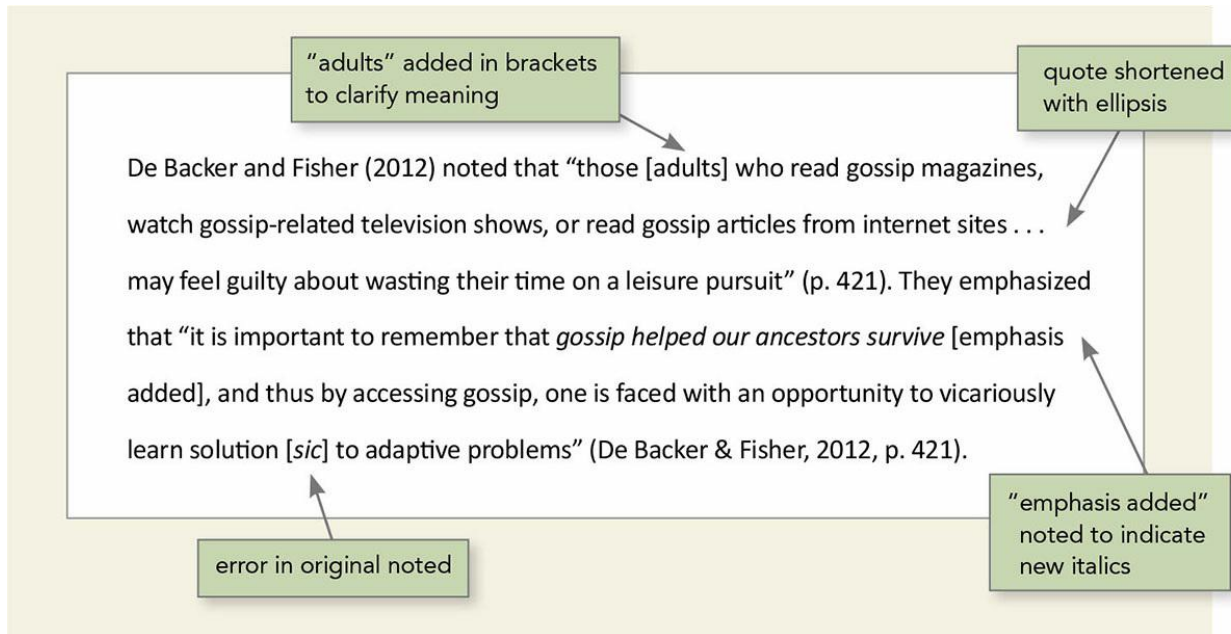 “adults” added in brackets
to clarify meaning
quote shortened
with ellipsis
De Backer and Fisher (2012) noted that “those [adults] who read gossip magazines,
watch gossip-related television shows, or read gossip articles from internet sites . . .
may feel guilty about wasting their time on a leisure pursuit” (p. 421). They emphasized
that “it is important to remember that gossip helped our ancestors survive [emphasis
added], and thus by accessing gossip, one is faced with an opportunity to vicariously
learn solution [sic] to adaptive problems” (De Backer & Fisher, 2012, p. 421).
error in original noted
“emphasis added”
noted to indicate
new italics